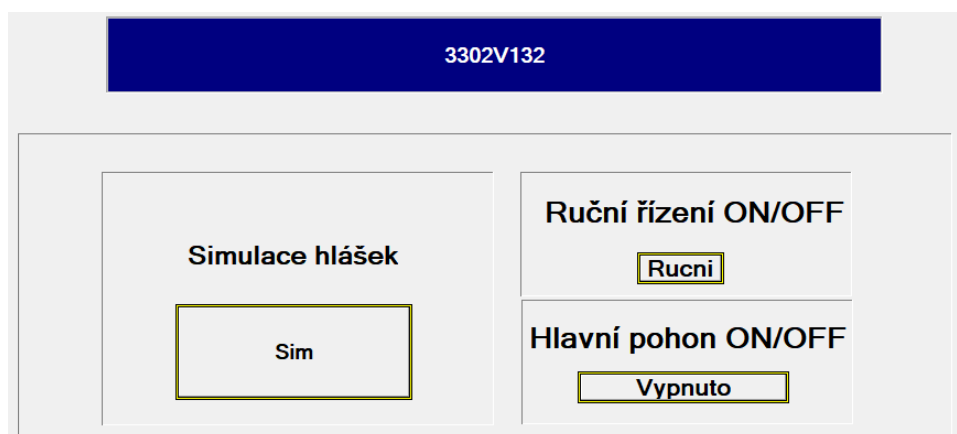 3302V132
Simulace hlášek
Sim
Ruční řízení ON/OFF
Rucni
Hlavní pohon ON/OFF
Vypnuto